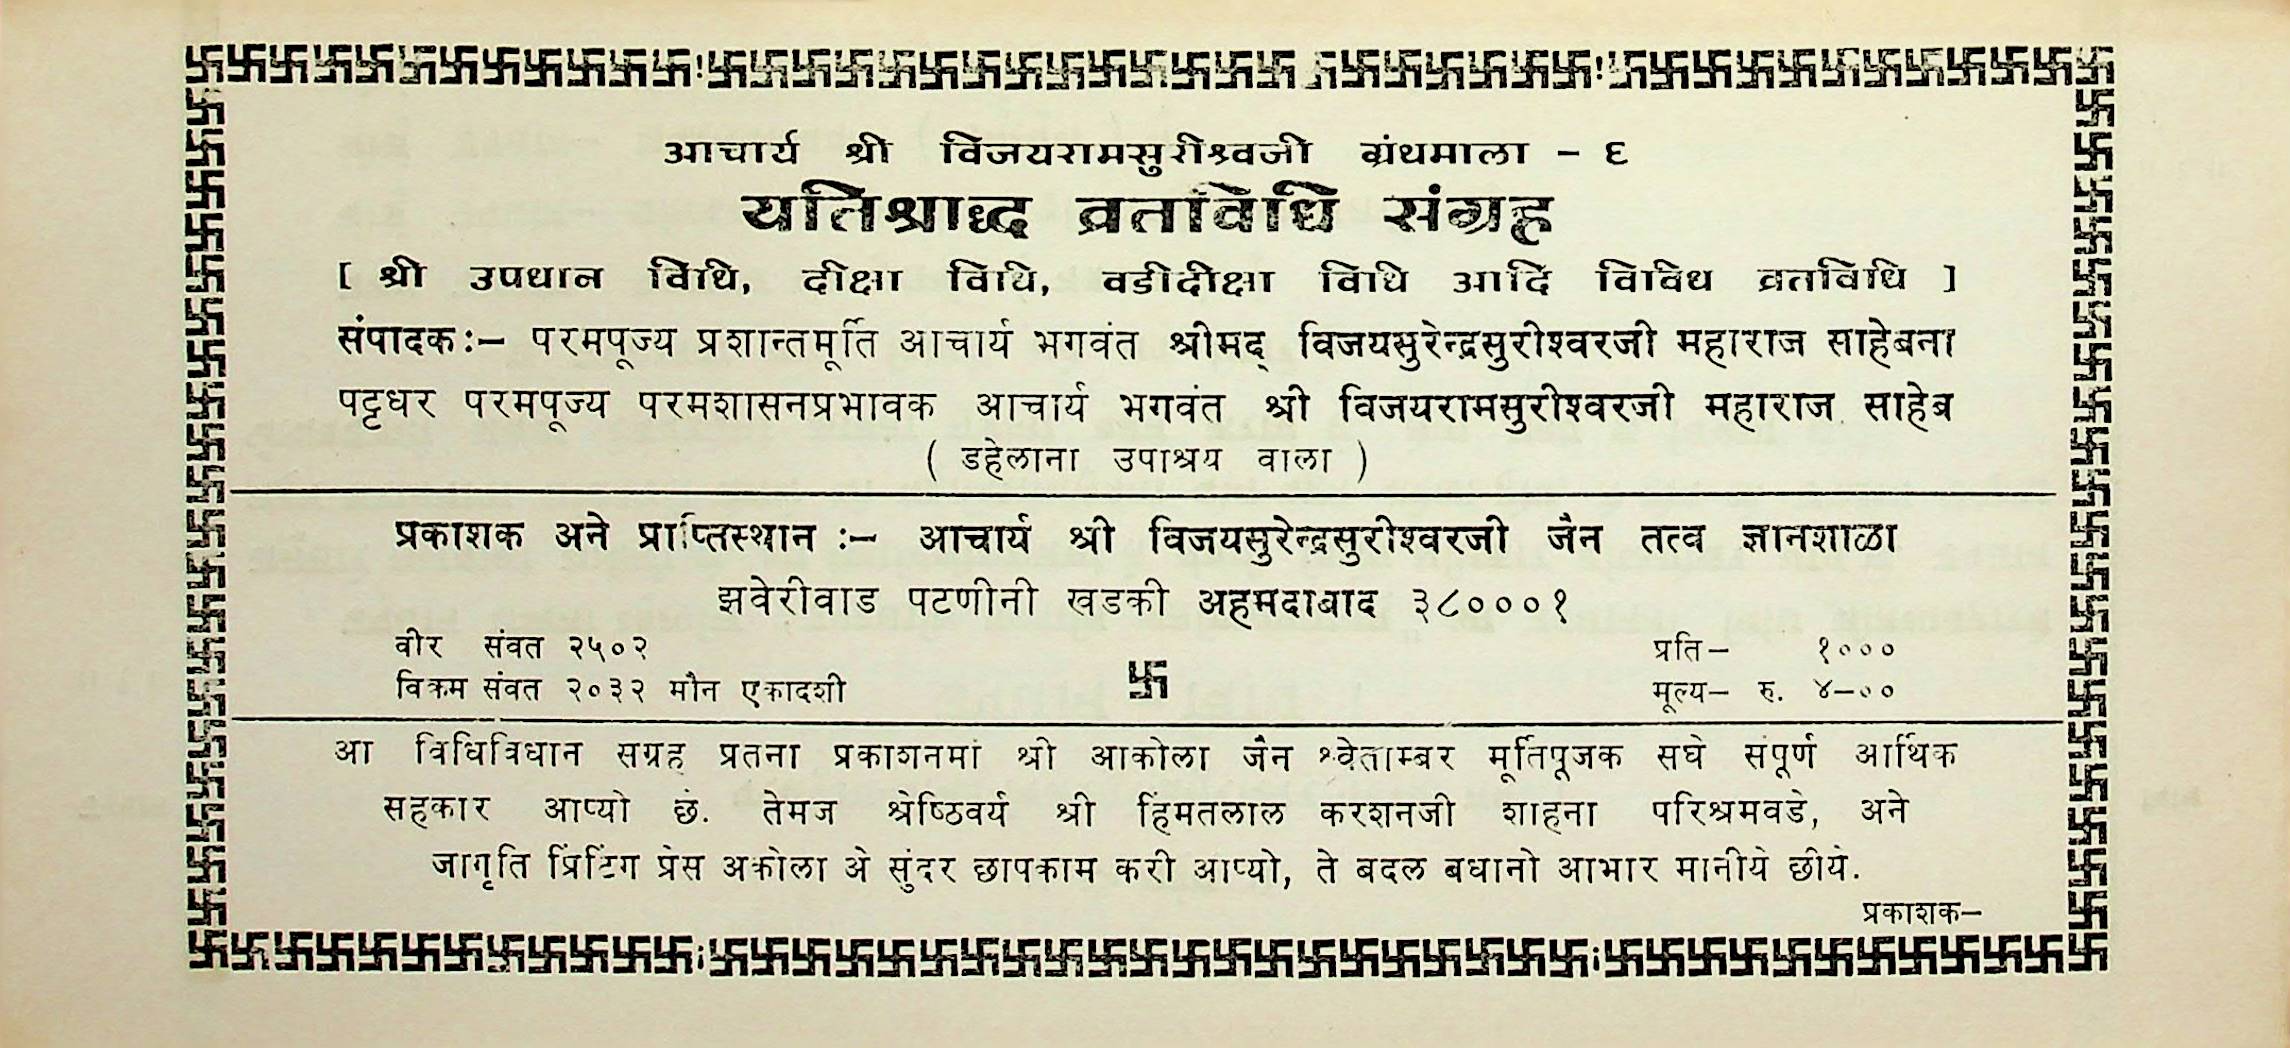 आचार्य श्री विजयरामसुरीश्वजी ग्रंथमाला - ६
यतिश्राद्ध व्रतविधि संग्रह
[ श्री उपधान विधि, दीक्षा विधि, वडीदीक्षा विधि आदि विविध व्रतविधि ]
संपादकः– परमपूज्य प्रशान्तमूर्ति आचार्य भगवंत श्रीमद् विजयसुरेन्द्रसुरीश्वरजी महाराज साहेबना
पट्टधर परमपूज्य परमशासनप्रभावक आचार्य भगवंत श्री विजयरामसुरीश्वरजी महाराज साहेब
( डहेलाना उपाश्रय वाला )
प्रकाशक अने प्राप्तिस्थान :– आचार्य श्री विजयसुरेन्द्रसुरीश्वरजी जैन तत्व ज्ञानशाळा
झवेरीवाड पटणीनी खडकी अहमदाबाद ३८०००१
वीर संवत २५०२
विक्रम संवत २०३२ मौन एकादशी
प्रति– १०००
मूल्य– रु. ४–००
आ विधिविधान सग्रह प्रतना प्रकाशनमां श्री आकोला जैन श्वेताम्बर मूर्तिपूजक सघे संपूर्ण आर्थिक
सहकार आप्यो छे. तेमज श्रेष्ठिवर्य श्री हिंमतलाल करशनजी शाहना परिश्रमवडे, अने
जागृति प्रिंटिंग प्रेस अकोला अे सुंदर छापकाम करी आप्यो, ते बदल बधानो आभार मानीये छीये.
प्रकाशक–